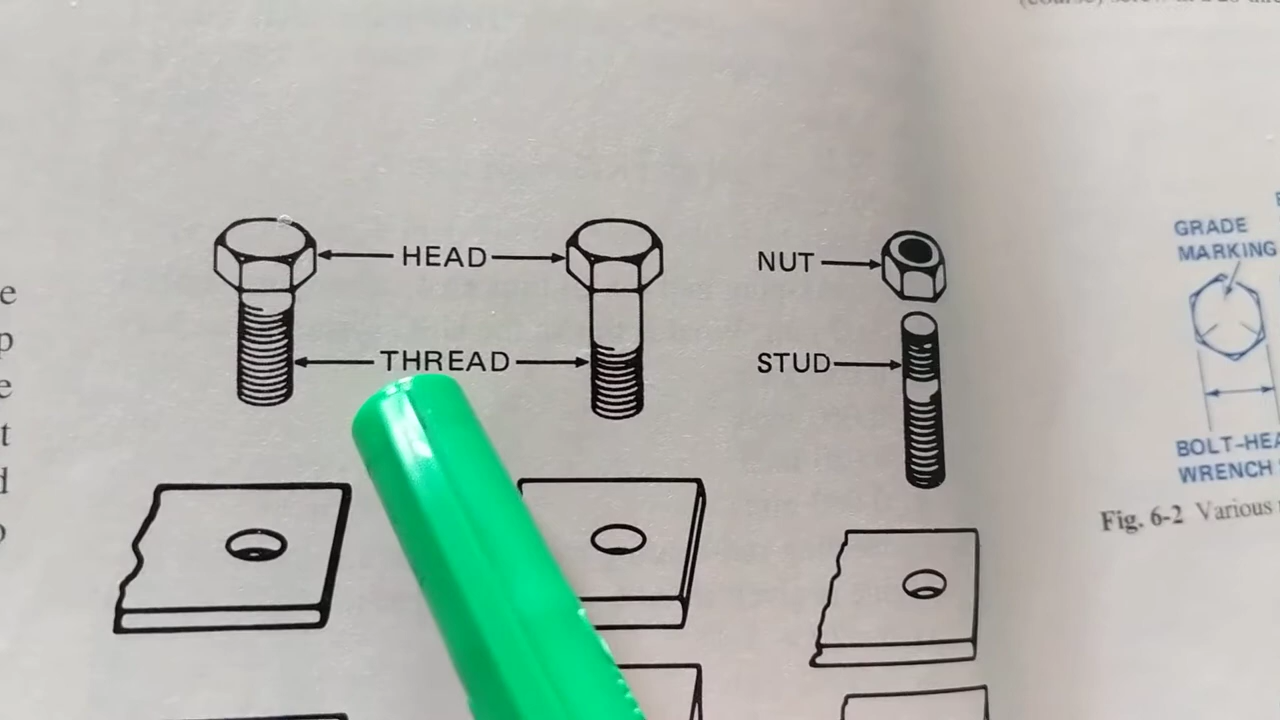 HEAD
THREAD
NUT
STUD
e
p
e
t
d
GRADE
MARKING
BOLT-HEA
WRENCH
Fig. 6-2 Various